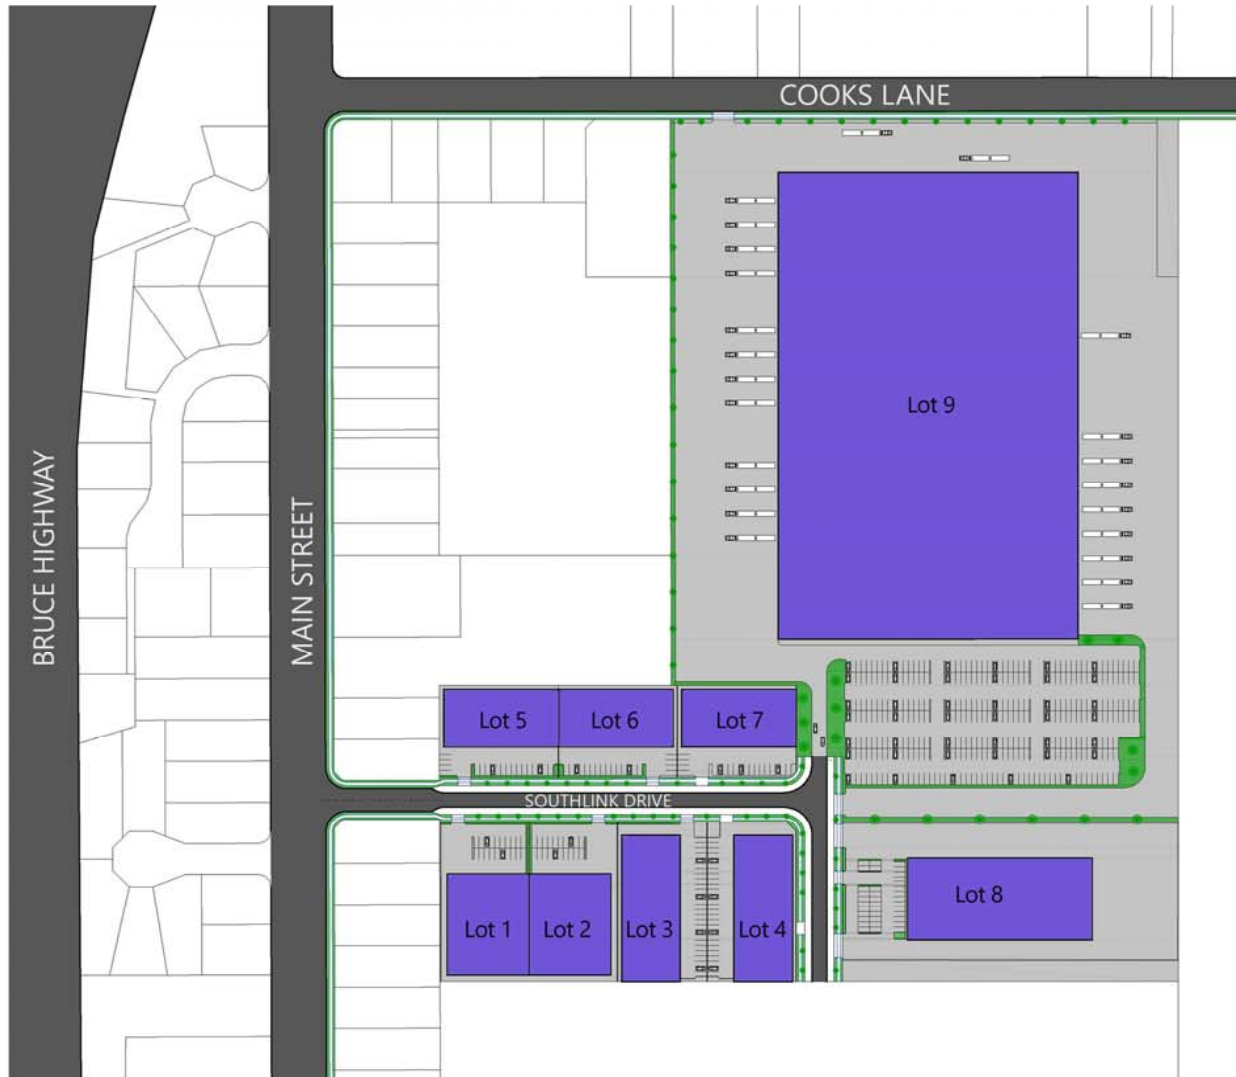 COOKS LANE
Lot 9
BRUCE HIGHWAY
MAIN STREET
Lot 5
Lot 6
Lot 7
SOUTHLINK DRIVE
Lot 1
Lot 2
Lot 3
Lot 4
Lot 8